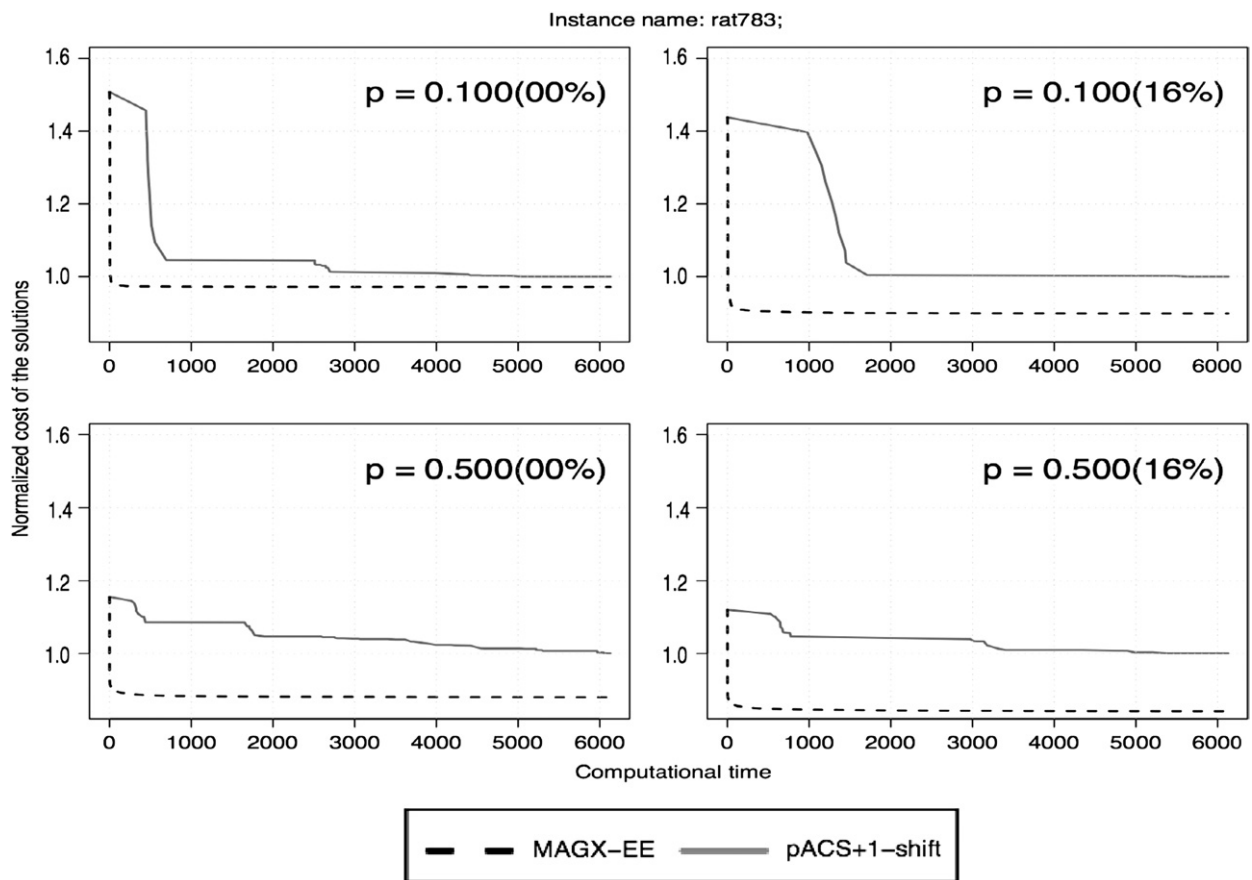 Instance name: rat783;
Normalized cost of the solutions
1.6
1.4
1.2
1.0
p = 0.100(00%)
0 1000 2000 3000 4000 5000 6000
1.6
1.4
1.2
1.0
p = 0.100(16%)
0 1000 2000 3000 4000 5000 6000
1.6
1.4
1.2
1.0
p = 0.500(00%)
0 1000 2000 3000 4000 5000 6000
1.6
1.4
1.2
1.0
p = 0.500(16%)
0 1000 2000 3000 4000 5000 6000
Computational time
MAGX−EE pACS+1−shift